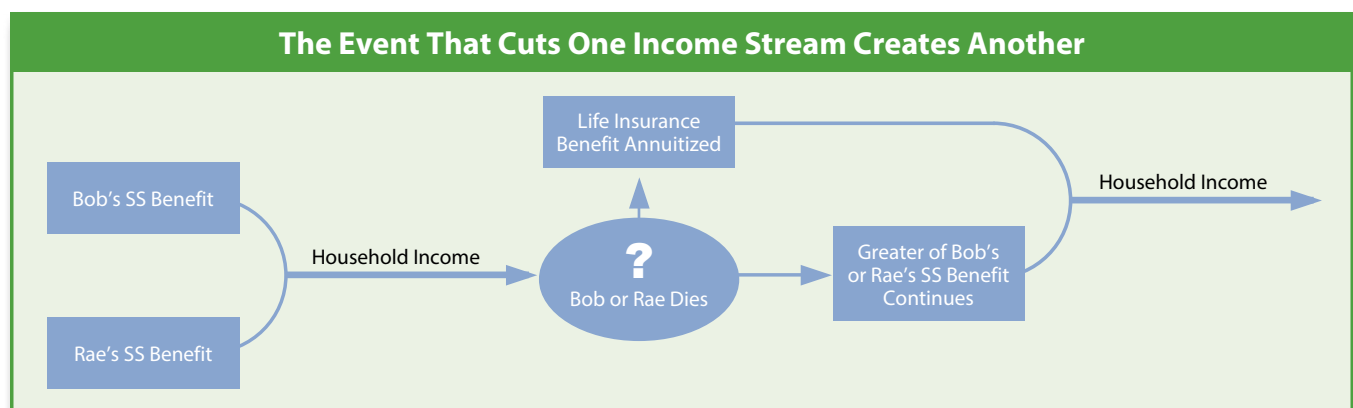 The Event That Cuts One Income Stream Creates Another
Bob's SS Benefit
Rae's SS Benefit
Household Income
?
Bob or Rae Dies
Life Insurance
Benefit Annuitized
Greater of Bob's
or Rae's SS Benefit
Continues
Household Income